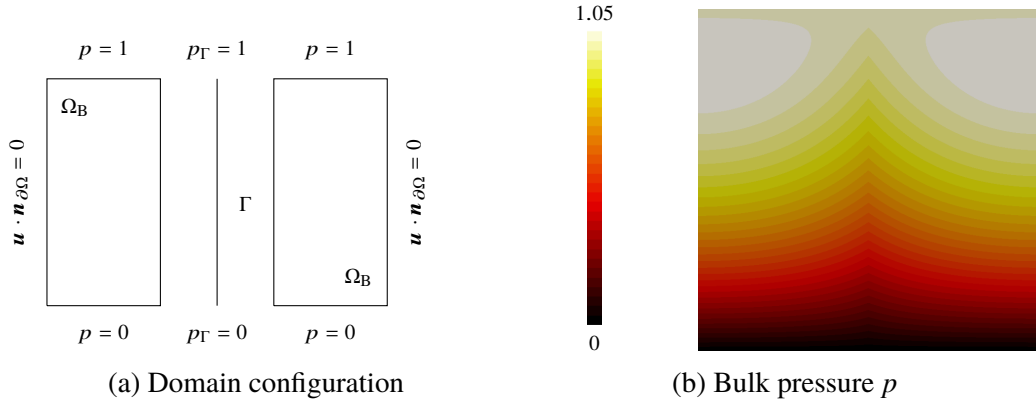 p = 1
p_Γ = 1
p = 1
1.05
Ω_B
u · n_∂Ω = 0
Γ
u · n_∂Ω = 0
Ω_B
p = 0
p_Γ = 0
p = 0
0
(a) Domain configuration
(b) Bulk pressure p